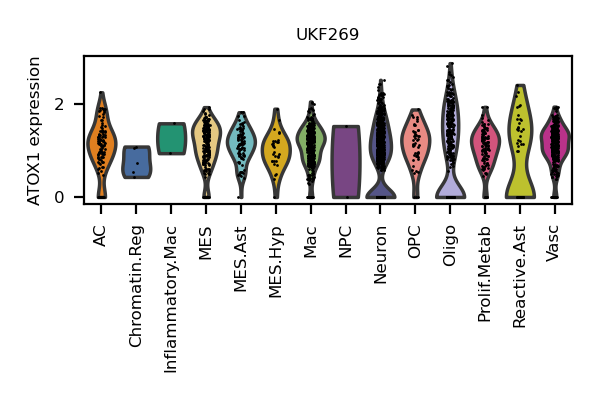 UKF269
ATOX1 expression
2
0
AC
Chromatin.Reg
Inflammatory.Mac
MES
MES.Ast
MES.Hyp
Mac
NPC
Neuron
OPC
Oligo
Prolif.Metab
Reactive.Ast
Vasc